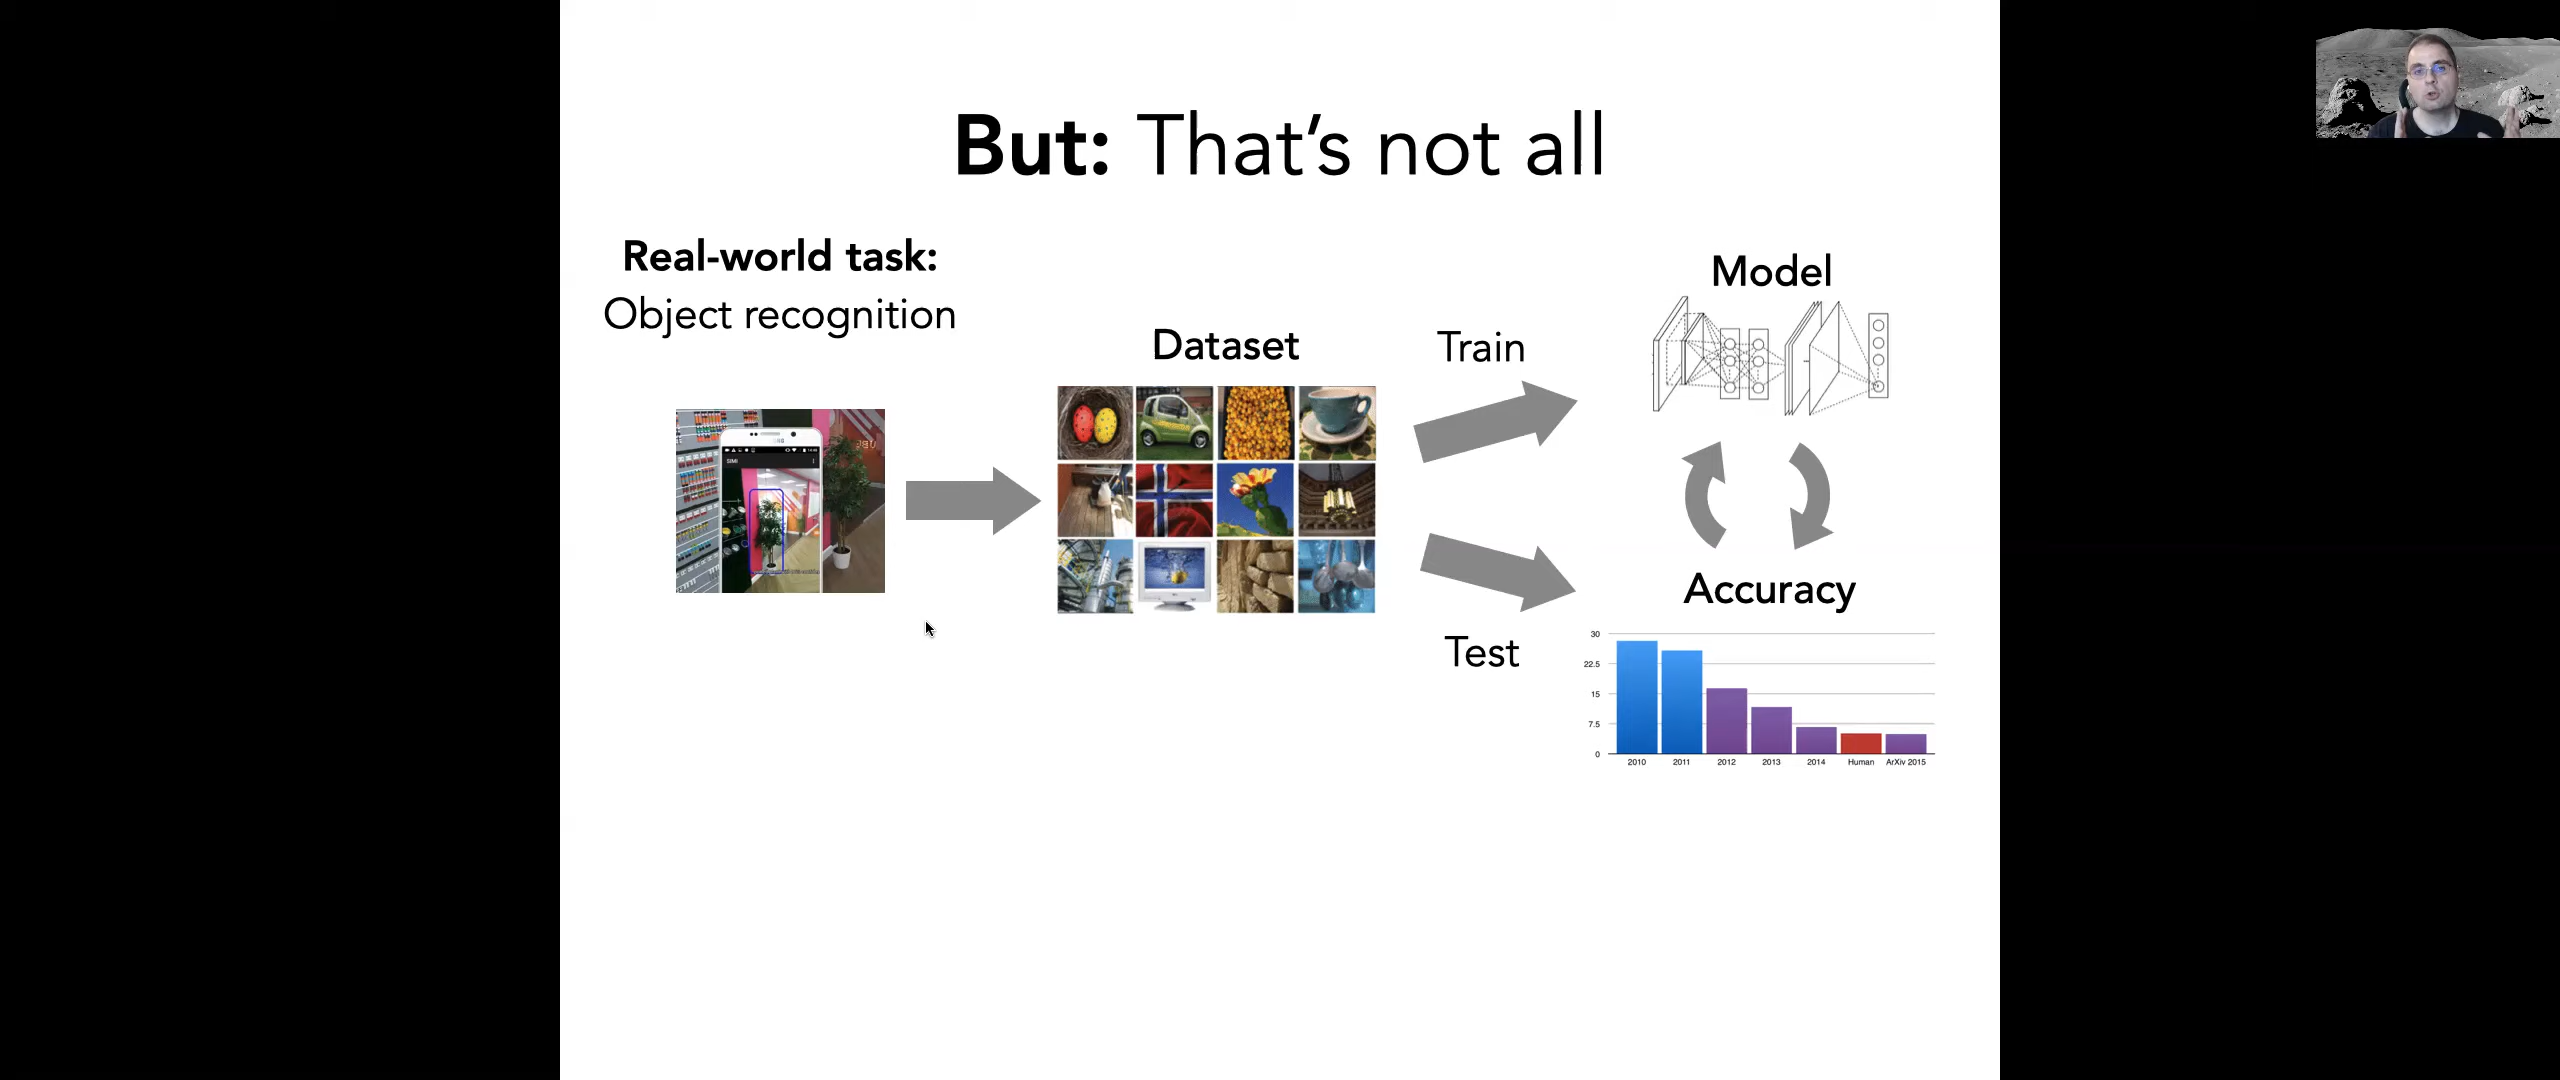 But: That’s not all
Real-world task:
Object recognition
Dataset
Train
Test
Model
Accuracy
30
22.5
15
7.5
0
2010
2011
2012
2013
2014
Human
ArXiv 2015